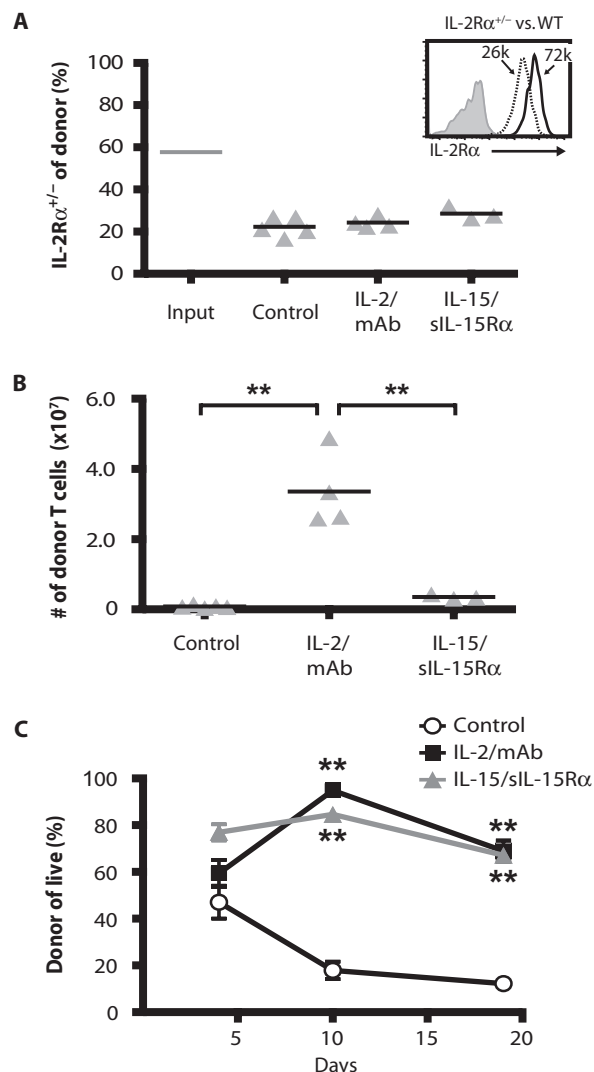 A
IL-2Rα+/– vs. WT
26k
72k
IL-2Rα
IL-2Rα+/– of donor (%)
100
80
60
40
20
0
Input
Control
IL-2/
mAb
IL-15/
sIL-15Rα
B
# of donor T cells (x10⁷)
**
**
6.0
4.0
2.0
0
Control
IL-2/
mAb
IL-15/
sIL-15Rα
C
Control
IL-2/mAb
IL-15/sIL-15Rα
Donor of live (%)
100
80
60
40
20
0
**
**
**
**
5
10
15
20
Days